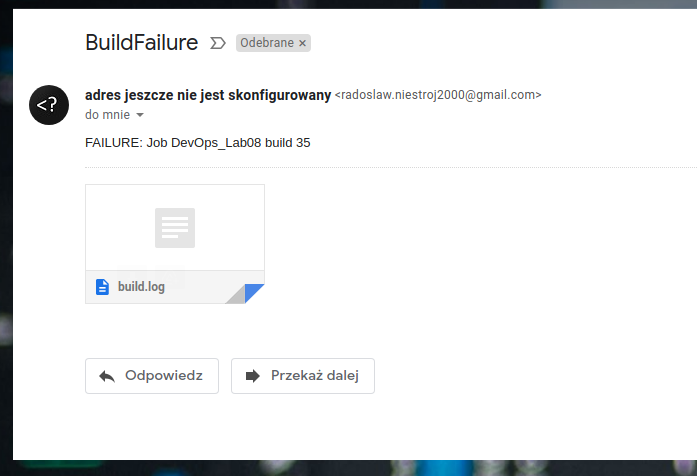 BuildFailure
Odebrane ×
<?
adres jeszcze nie jest skonfigurowany <radoslaw.niestroj2000@gmail.com>
do mnie
FAILURE: Job DevOps_Lab08 build 35
build.log
Odpowiedz
Przekaż dalej